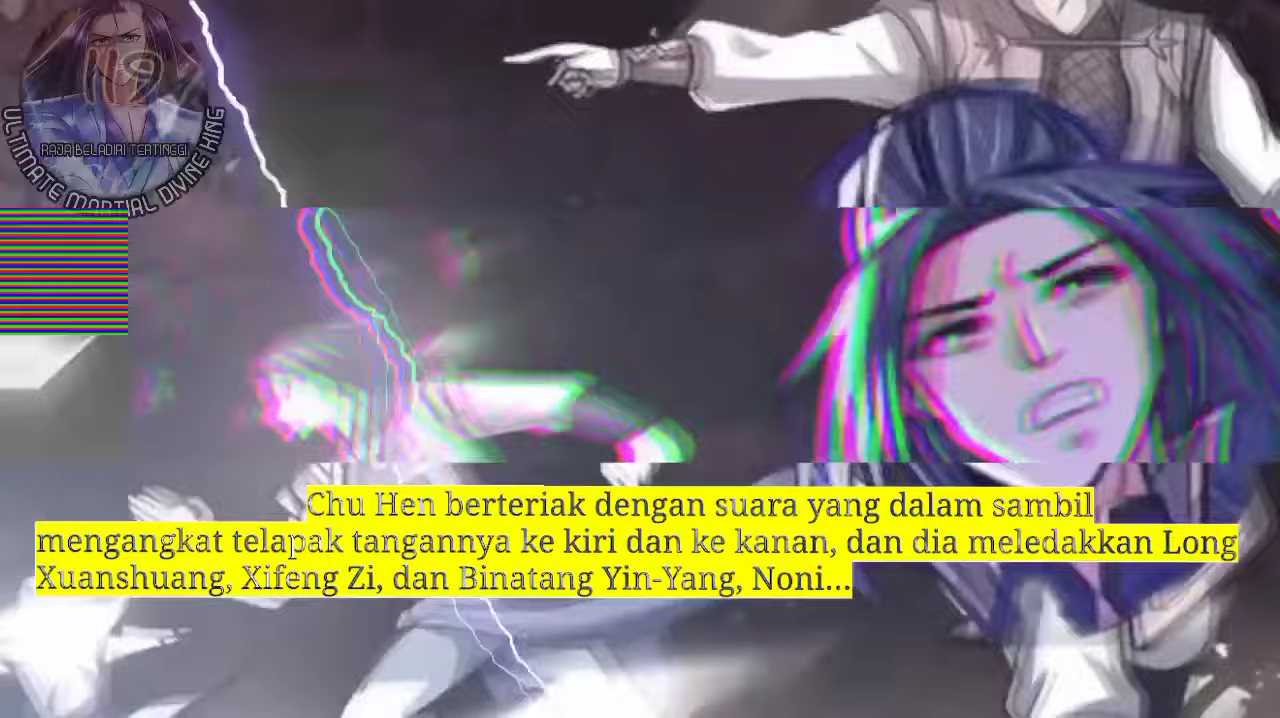 RAJA BELADIRI TERTINGGI
ULTIMATE MARTIAL DIVINE KING
Chu Hen berteriak dengan suara yang dalam sambil
mengangkat telapak tangannya ke kiri dan ke kanan, dan dia meledakkan Long
Xuanshuang, Xifeng Zi, dan Binatang Yin-Yang, Noni...